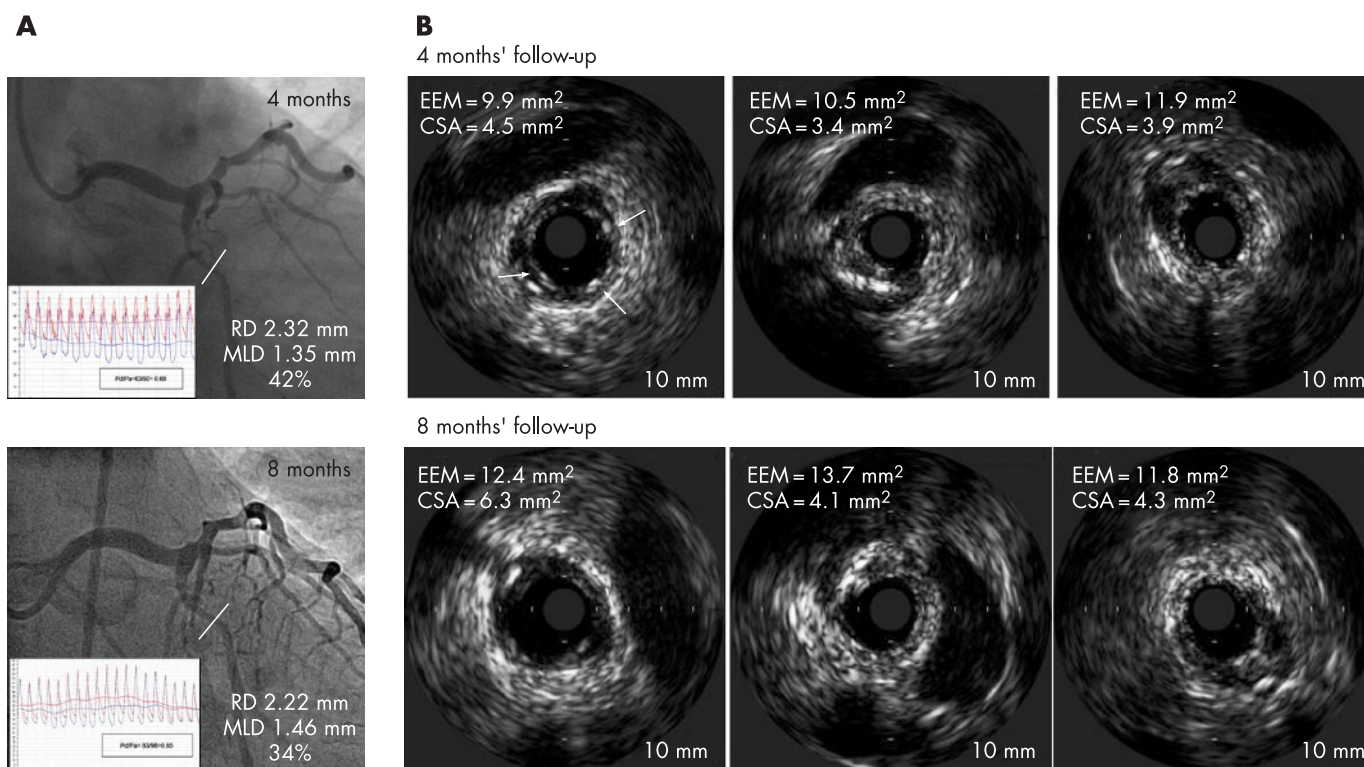 A
4 months
RD 2.32 mm
MLD 1.35 mm
42%
8 months
RD 2.22 mm
MLD 1.46 mm
34%
B
4 months' follow-up
EEM = 9.9 mm²
CSA = 4.5 mm²
10 mm
EEM = 10.5 mm²
CSA = 3.4 mm²
10 mm
EEM = 11.9 mm²
CSA = 3.9 mm²
10 mm
8 months' follow-up
EEM = 12.4 mm²
CSA = 6.3 mm²
10 mm
EEM = 13.7 mm²
CSA = 4.1 mm²
10 mm
EEM = 11.8 mm²
CSA = 4.3 mm²
10 mm